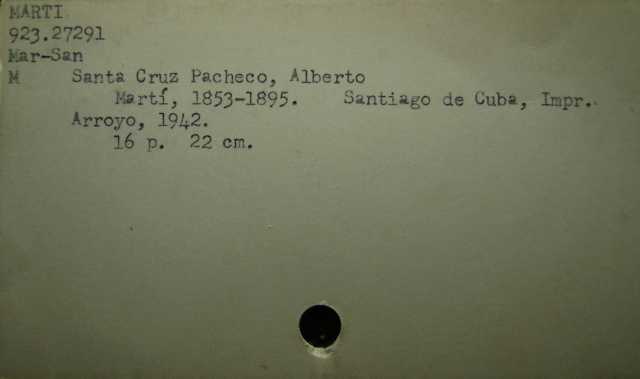 MARTI
923.27291
Mar-San
M Santa Cruz Pacheco, Alberto
Martí, 1853-1895. Santiago de Cuba, Impr.
Arroyo, 1942.
16 p. 22 cm.